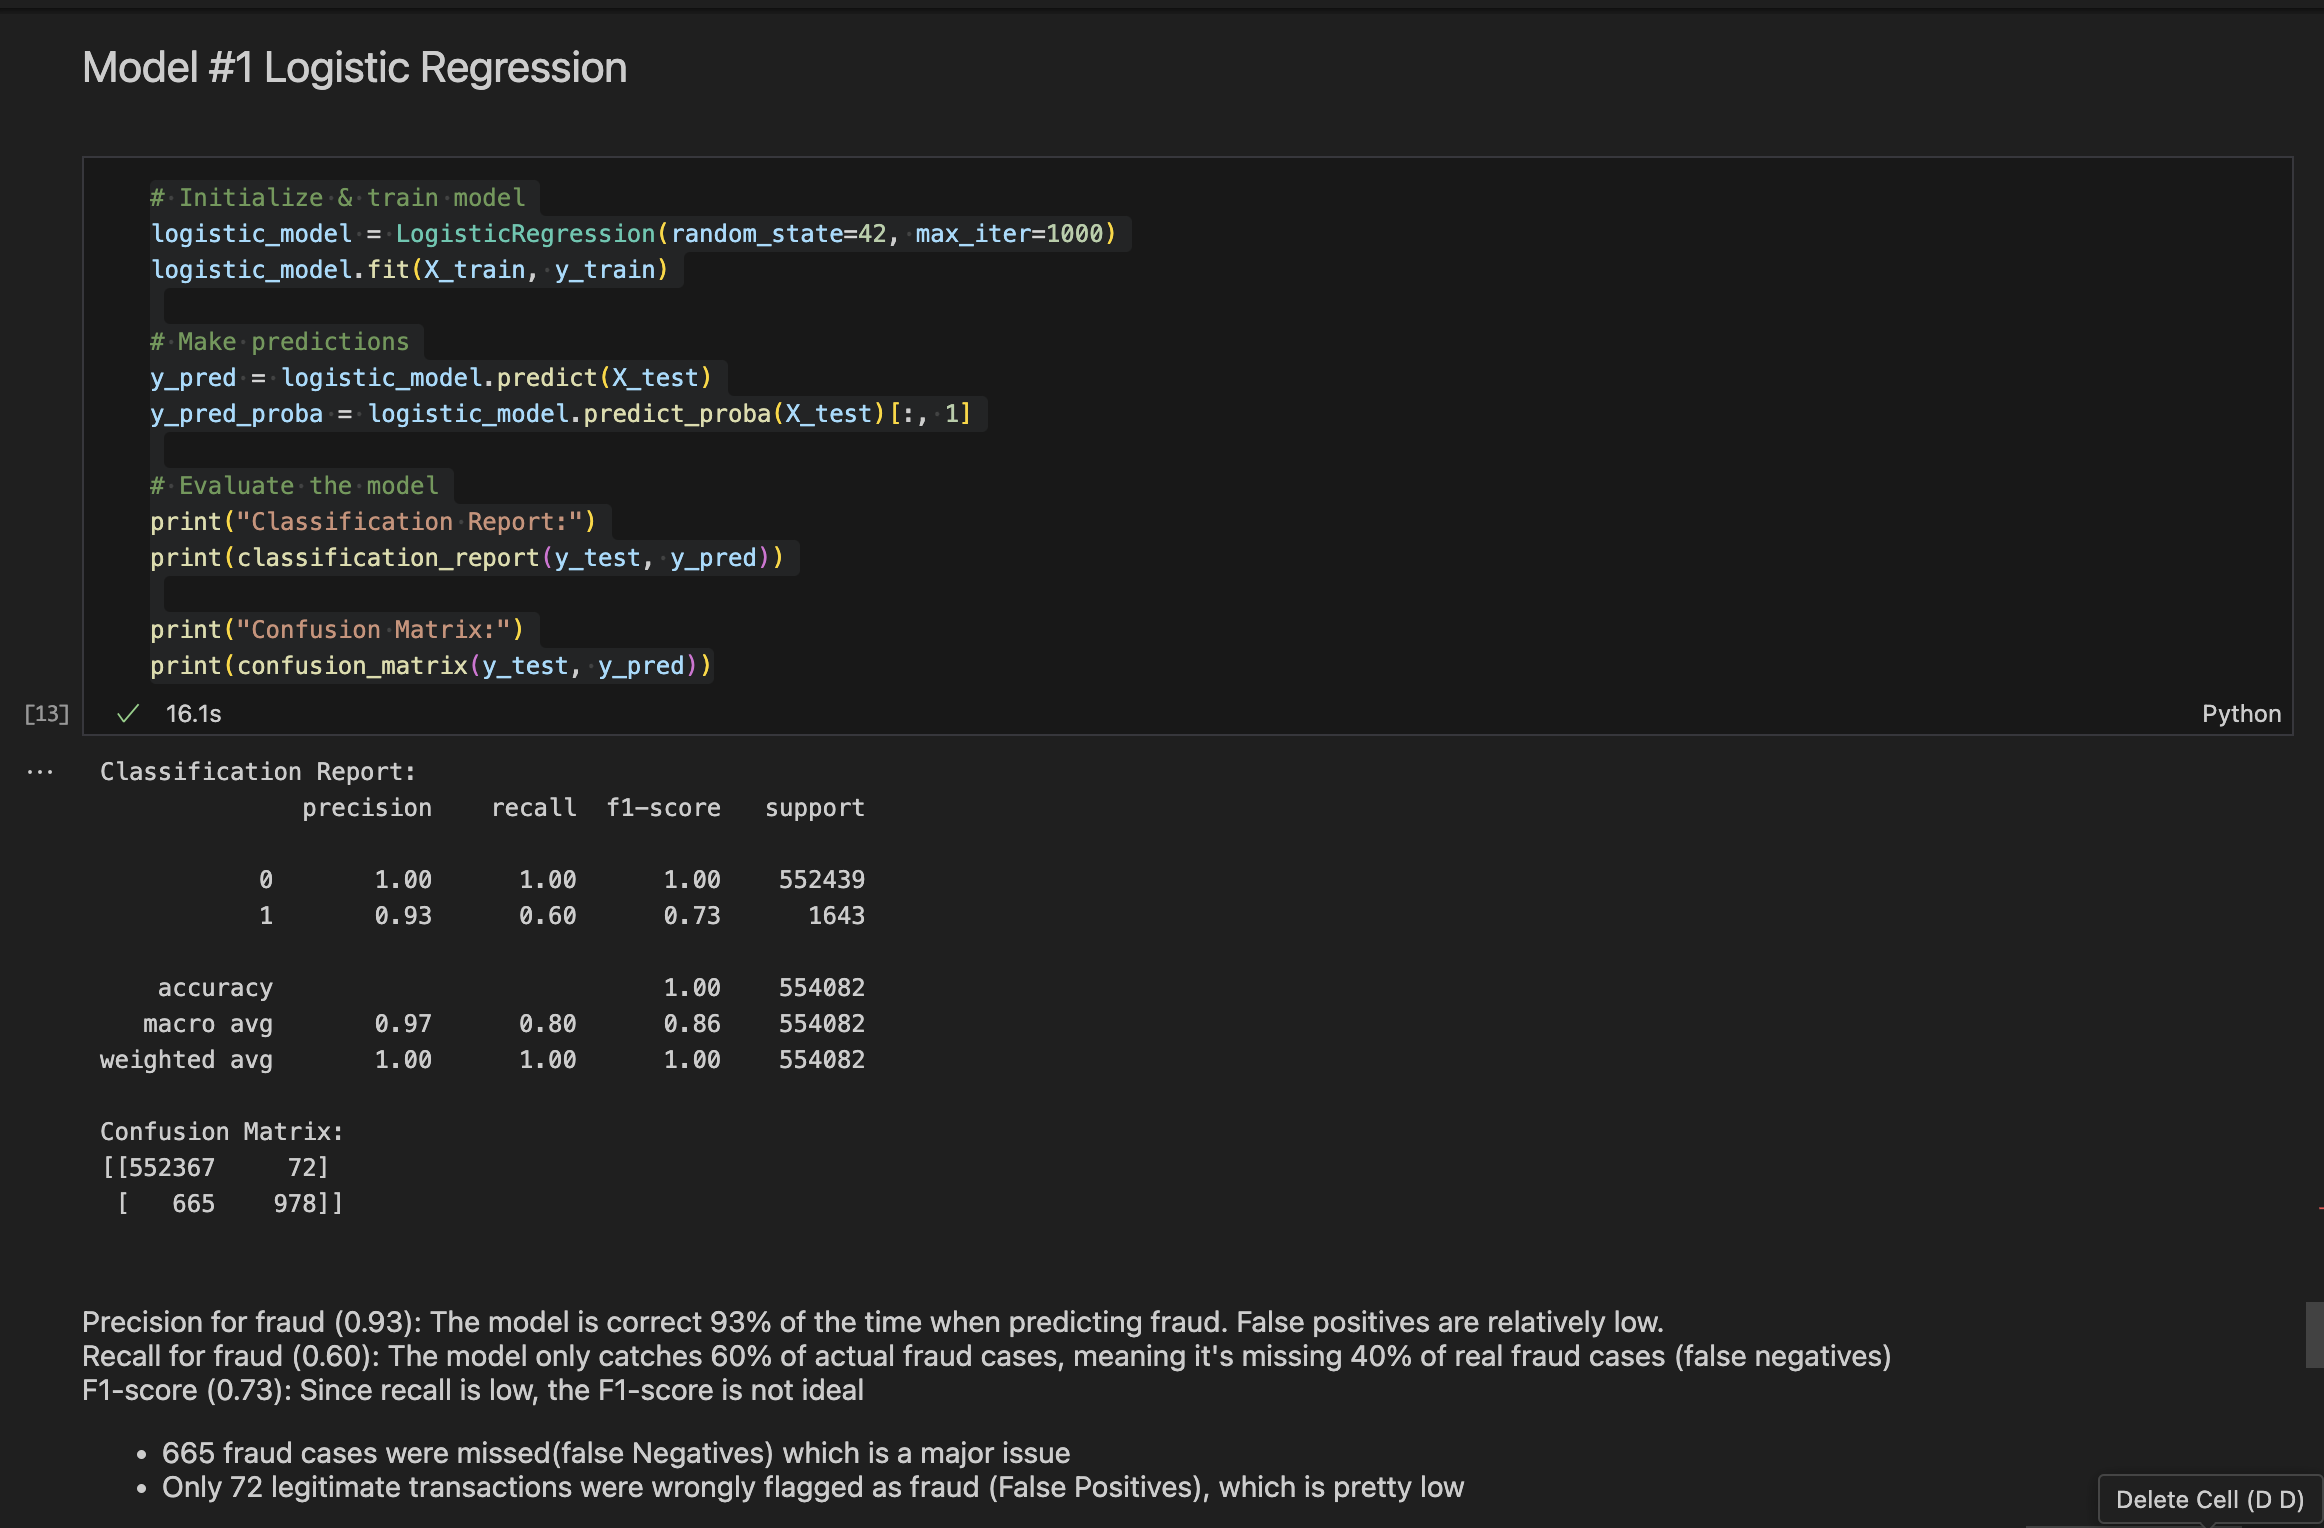 Model #1 Logistic Regression
# Initialize & train model
logistic_model = LogisticRegression(random_state=42, max_iter=1000)
logistic_model.fit(X_train, y_train)
# Make predictions
y_pred = logistic_model.predict(X_test)
y_pred_proba = logistic_model.predict_proba(X_test)[:, 1]
# Evaluate the model
print("Classification Report:")
print(classification_report(y_test, y_pred))
print("Confusion Matrix:")
print(confusion_matrix(y_test, y_pred))
[13] 16.1s Python
... Classification Report:
precision recall f1-score support
0 1.00 1.00 1.00 552439
1 0.93 0.60 0.73 1643
accuracy 1.00 554082
macro avg 0.97 0.80 0.86 554082
weighted avg 1.00 1.00 1.00 554082
Confusion Matrix:
[[552367 72]
[ 665 978]]
Precision for fraud (0.93): The model is correct 93% of the time when predicting fraud. False positives are relatively low.
Recall for fraud (0.60): The model only catches 60% of actual fraud cases, meaning it's missing 40% of real fraud cases (false negatives)
F1-score (0.73): Since recall is low, the F1-score is not ideal
• 665 fraud cases were missed(false Negatives) which is a major issue
• Only 72 legitimate transactions were wrongly flagged as fraud (False Positives), which is pretty low
Delete Cell (D D)